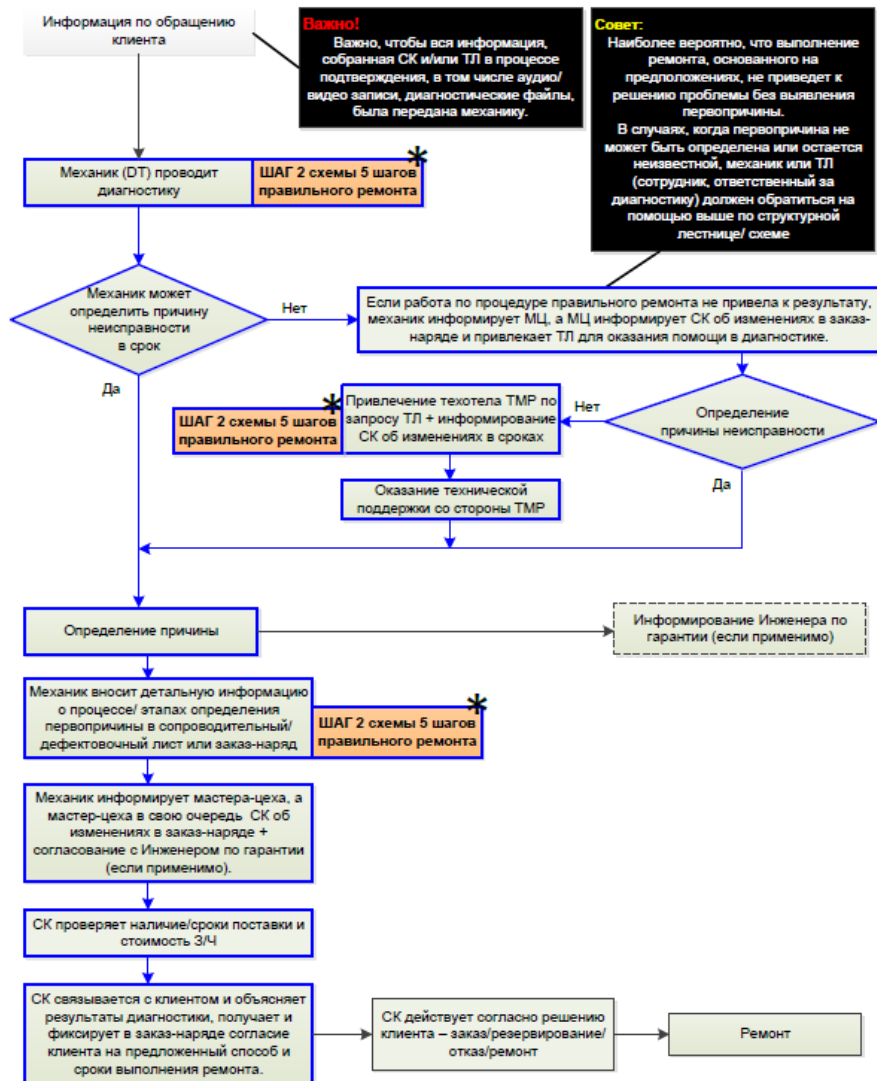 Информация по обращению
клиента
Важно!
Важно, чтобы вся информация,
собранная СК и/или ТЛ в процессе
подтверждения, в том числе аудио/
видео записи, диагностические файлы,
была передана механику.
Совет:
Наиболее вероятно, что выполнение
ремонта, основанного на
предположениях, не приведет к
решению проблемы без выявления
первопричины.
В случаях, когда первопричина не
может быть определена или остается
неизвестной, механик или ТЛ
(сотрудник, ответственный за
диагностику) должен обратиться на
помощью выше по структурной
лестнице/ схеме
Механик (DT) проводит
диагностику
ШАГ 2 схемы 5 шагов
правильного ремонта
*
Механик может
определить причину
неисправности
в срок
Нет
Да
Если работа по процедуре правильного ремонта не привела к результату,
механик информирует МЦ, а МЦ информирует СК об изменениях в заказ-
наряде и привлекает ТЛ для оказания помощи в диагностике.
ШАГ 2 схемы 5 шагов
правильного ремонта
*
Привлечение техотела ТМР по
запросу ТЛ + информирование
СК об изменениях в сроках
Нет
Определение
причины неисправности
Да
Оказание технической
поддержки со стороны ТМР
Определение причины
Информирование Инженера по
гарантии (если применимо)
Механик вносит детальную информацию
о процессе/ этапах определения
первопричины в сопроводительный/
дефектовочный лист или заказ-наряд
ШАГ 2 схемы 5 шагов
правильного ремонта
*
Механик информирует мастера-цеха, а
мастер-цеха в свою очередь СК об
изменениях в заказ-наряде +
согласование с Инженером по гарантии
(если применимо).
СК проверяет наличие/сроки поставки и
стоимость З/Ч
СК связывается с клиентом и объясняет
результаты диагностики, получает и
фиксирует в заказ-наряде согласие
клиента на предложенный способ и
сроки выполнения ремонта.
СК действует согласно решению
клиента – заказ/резервирование/
отказ/ремонт
Ремонт